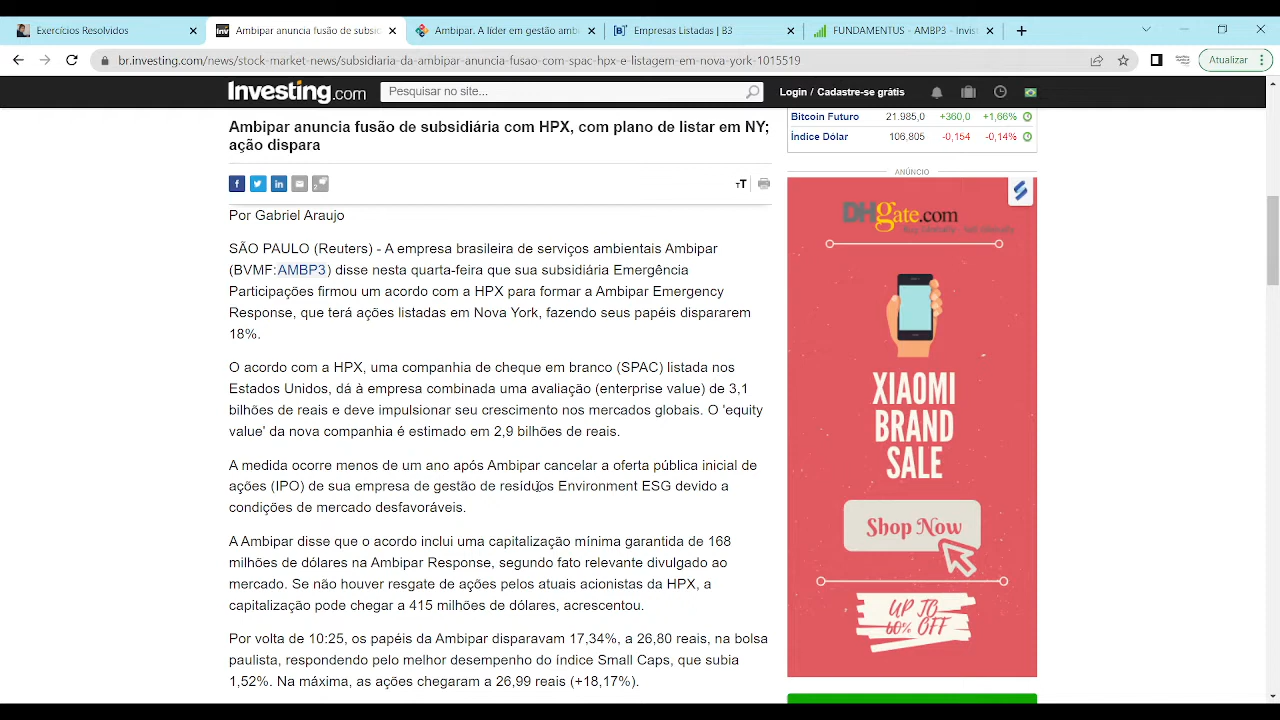 Exercícios Resolvidos
Ambipar anuncia fusão de subsid
Ambipar. A líder em gestão amb
Empresas Listadas | B3
FUNDAMENTUS - AMBP3 - Invis
br.investing.com/news/stock-market-news/subsidiaria-da-ambipar-anuncia-fusao-com-spac-hpx-e-listagem-em-nova-york-1015519
Atualizar
Investing.com
Pesquisar no site...
Login / Cadastre-se grátis
Ambipar anuncia fusão de subsidiária com HPX, com plano de listar em NY;
ação dispara
Por Gabriel Araujo
SÃO PAULO (Reuters) - A empresa brasileira de serviços ambientais Ambipar
(BVMF:AMBP3) disse nesta quarta-feira que sua subsidiária Emergência
Participações firmou um acordo com a HPX para formar a Ambipar Emergency
Response, que terá ações listadas em Nova York, fazendo seus papéis dispararem
18%.
O acordo com a HPX, uma companhia de cheque em branco (SPAC) listada nos
Estados Unidos, dá à empresa combinada uma avaliação (enterprise value) de 3,1
bilhões de reais e deve impulsionar seu crescimento nos mercados globais. O 'equity
value' da nova companhia é estimado em 2,9 bilhões de reais.
A medida ocorre menos de um ano após Ambipar cancelar a oferta pública inicial de
ações (IPO) de sua empresa de gestão de resíduos Environment ESG devido a
condições de mercado desfavoráveis.
A Ambipar disse que o acordo inclui uma capitalização mínima garantida de 168
milhões de dólares na Ambipar Response, segundo fato relevante divulgado ao
mercado. Se não houver resgate de ações pelos atuais acionistas da HPX, a
capitalização pode chegar a 415 milhões de dólares, acrescentou.
Por volta de 10:25, os papéis da Ambipar disparavam 17,34%, a 26,80 reais, na bolsa
paulista, respondendo pelo melhor desempenho do índice Small Caps, que subia
1,52%. Na máxima, as ações chegaram a 26,99 reais (+18,17%).
Bitcoin Futuro 21.985,0 +360,0 +1,66%
Índice Dólar 106,805 -0,154 -0,14%
ANÚNCIO
DHgate.com
Buy Globally · Sell Globally
XIAOMI
BRAND
SALE
Shop Now
UP TO
60% OFF